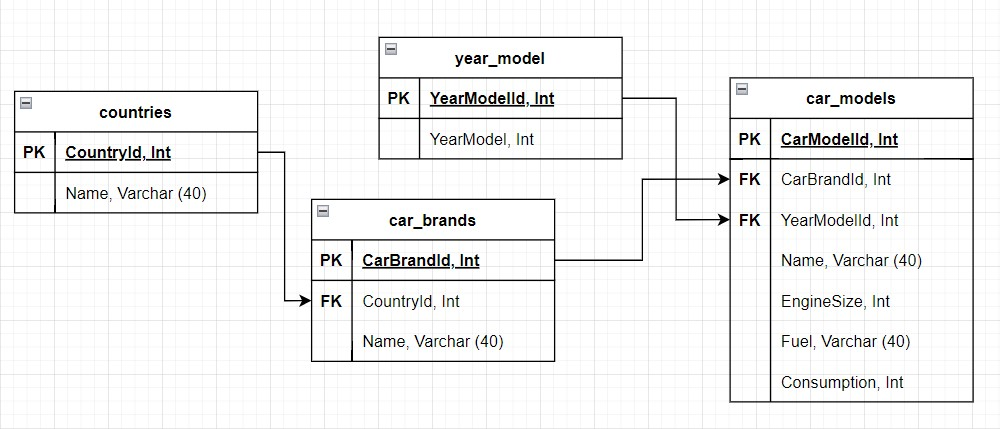 countries
PK CountryId, Int
Name, Varchar (40)
year_model
PK YearModelId, Int
YearModel, Int
car_brands
PK CarBrandId, Int
FK CountryId, Int
Name, Varchar (40)
car_models
PK CarModelId, Int
FK CarBrandId, Int
FK YearModelId, Int
Name, Varchar (40)
EngineSize, Int
Fuel, Varchar (40)
Consumption, Int